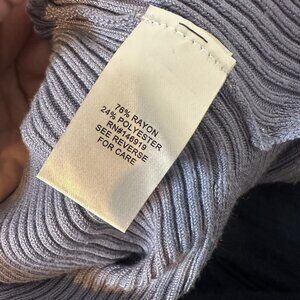 76% RAYON
24% POLYESTER
RN#146919
SEE REVERSE
FOR CARE